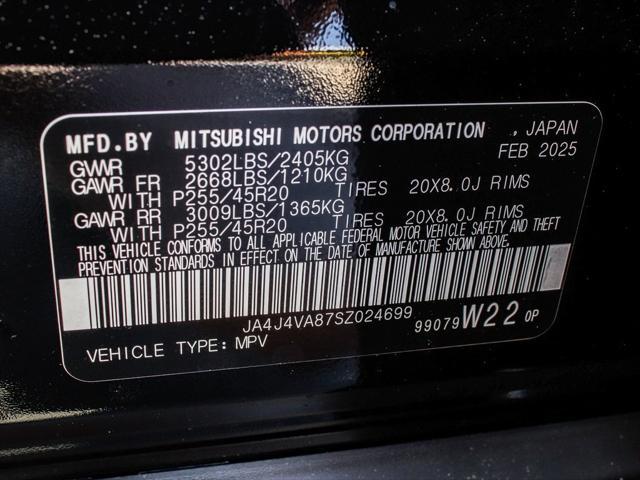 MFD.BY MITSUBISHI MOTORS CORPORATION , JAPAN
GVWR 5302LBS/2405KG FEB 2025
GAWR FR 2668LBS/1210KG
WITH P255/45R20 TIRES 20X8.0J RIMS
GAWR RR 3009LBS/1365KG
WITH P255/45R20 TIRES 20X8.0J RIMS
THIS VEHICLE CONFORMS TO ALL APPLICABLE FEDERAL MOTOR VEHICLE SAFETY AND THEFT
PREVENTION STANDARDS IN EFFECT ON THE DATE OF MANUFACTURE SHOWN ABOVE.
JA4J4VA87SZ024699
99079 W22 0P
VEHICLE TYPE: MPV